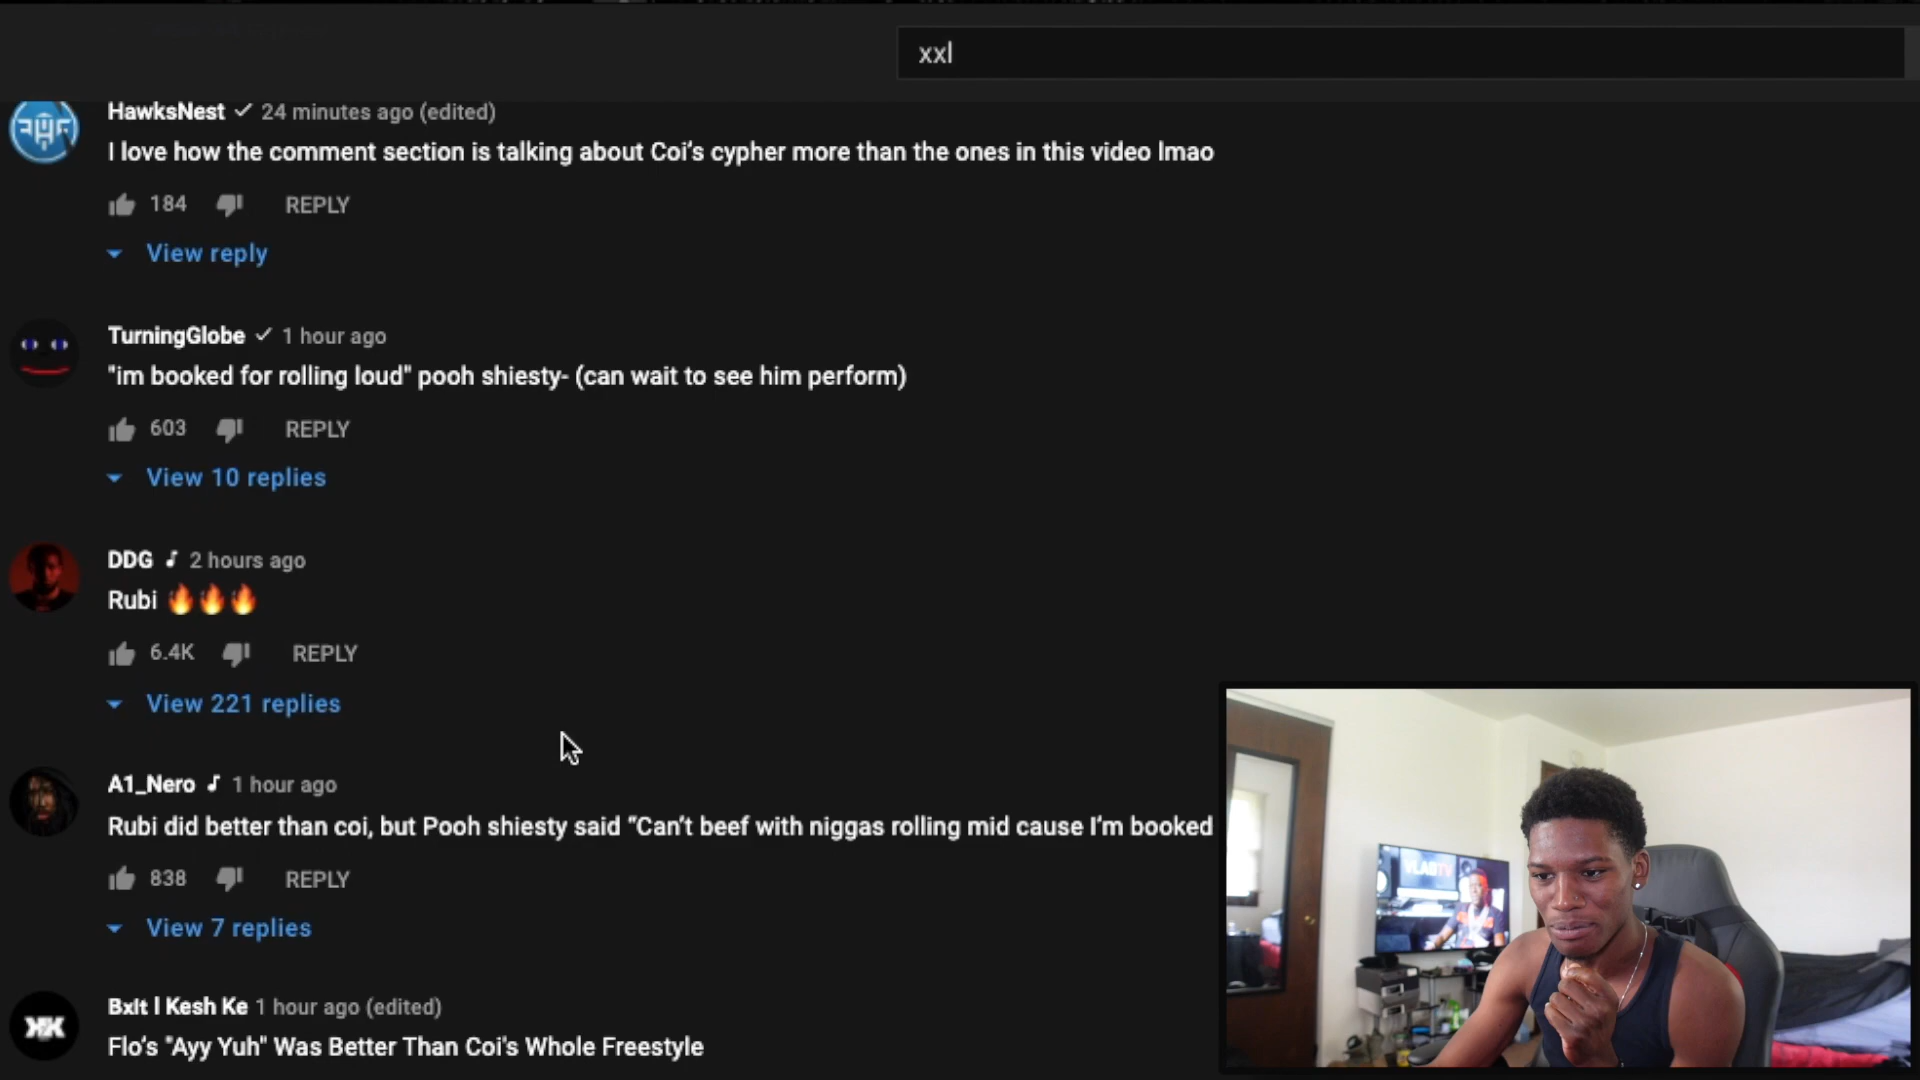 xxl
HawksNest 24 minutes ago (edited)
I love how the comment section is talking about Coi's cypher more than the ones in this video lmao
184 REPLY
View reply
TurningGlobe 1 hour ago
"im booked for rolling loud" pooh shiesty- (can wait to see him perform)
603 REPLY
View 10 replies
DDG 2 hours ago
Rubi 🔥🔥🔥
6.4K REPLY
View 221 replies
A1_Nero 1 hour ago
Rubi did better than coi, but Pooh shiesty said “Can’t beef with niggas rolling mid cause I’m booked
838 REPLY
View 7 replies
VLADTV
Bxlt l Kesh Ke 1 hour ago (edited)
Flo’s "Ayy Yuh" Was Better Than Coi's Whole Freestyle